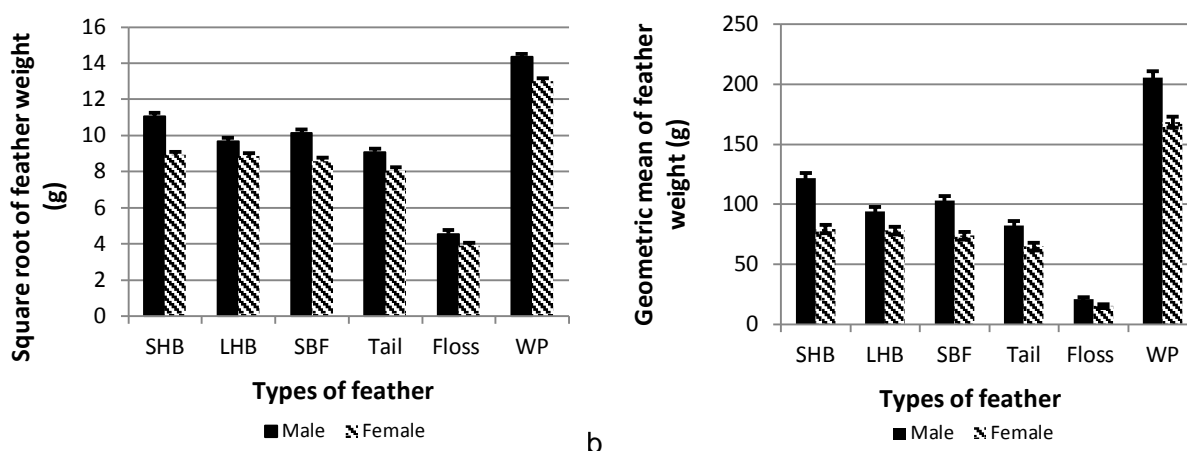 Square root of feather weight
(g)
16
14
12
10
8
6
4
2
0
SHB LHB SBF Tail Floss WP
Types of feather
Male Female
b
Geometric mean of feather
weight (g)
250
200
150
100
50
0
SHB LHB SBF Tail Floss WP
Types of feather
Male Female